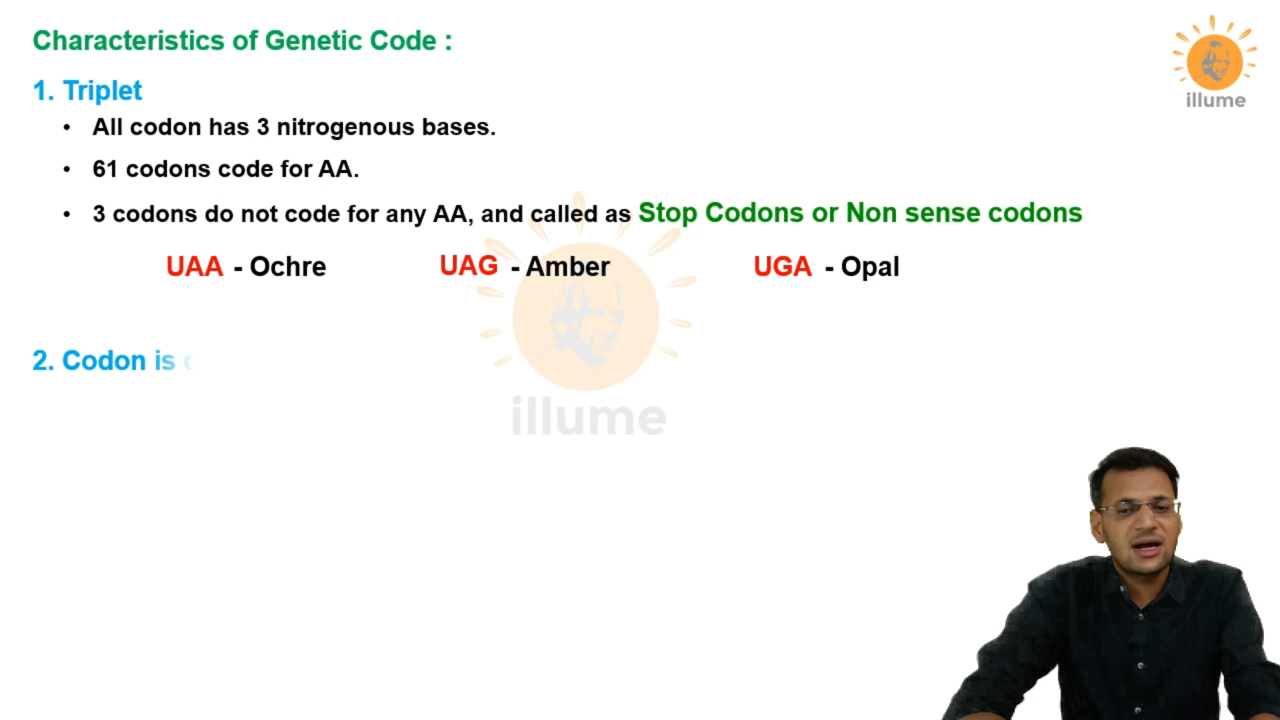 Characteristics of Genetic Code :
illume
1. Triplet
• All codon has 3 nitrogenous bases.
• 61 codons code for AA.
• 3 codons do not code for any AA, and called as Stop Codons or Non sense codons
UAA - Ochre UAG - Amber UGA - Opal
2. Codon is
illume